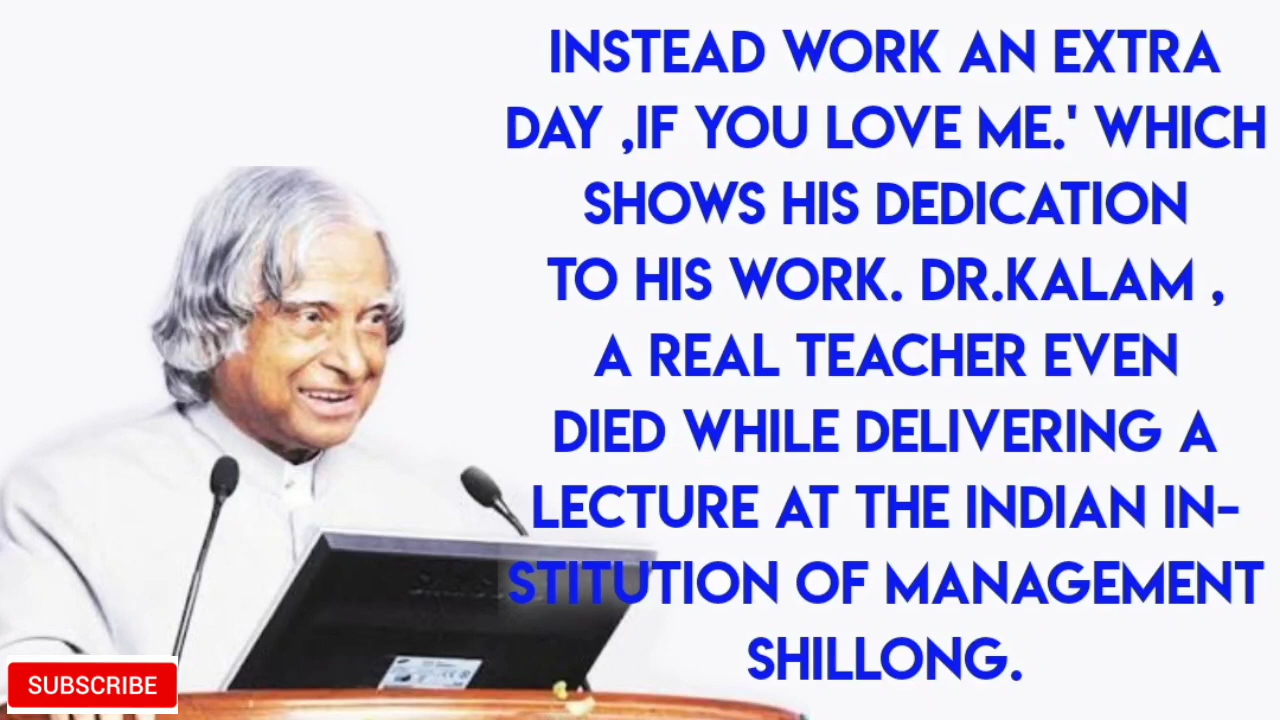 INSTEAD WORK AN EXTRA
DAY ,IF YOU LOVE ME.' WHICH
SHOWS HIS DEDICATION
TO HIS WORK. DR.KALAM ,
A REAL TEACHER EVEN
DIED WHILE DELIVERING A
LECTURE AT THE INDIAN IN-
STITUTION OF MANAGEMENT
SHILLONG.
SUBSCRIBE